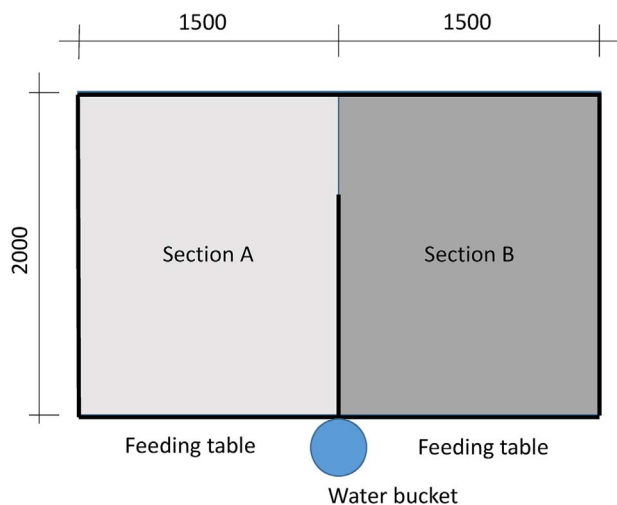 1500
1500
2000
Section A
Section B
Feeding table
Feeding table
Water bucket